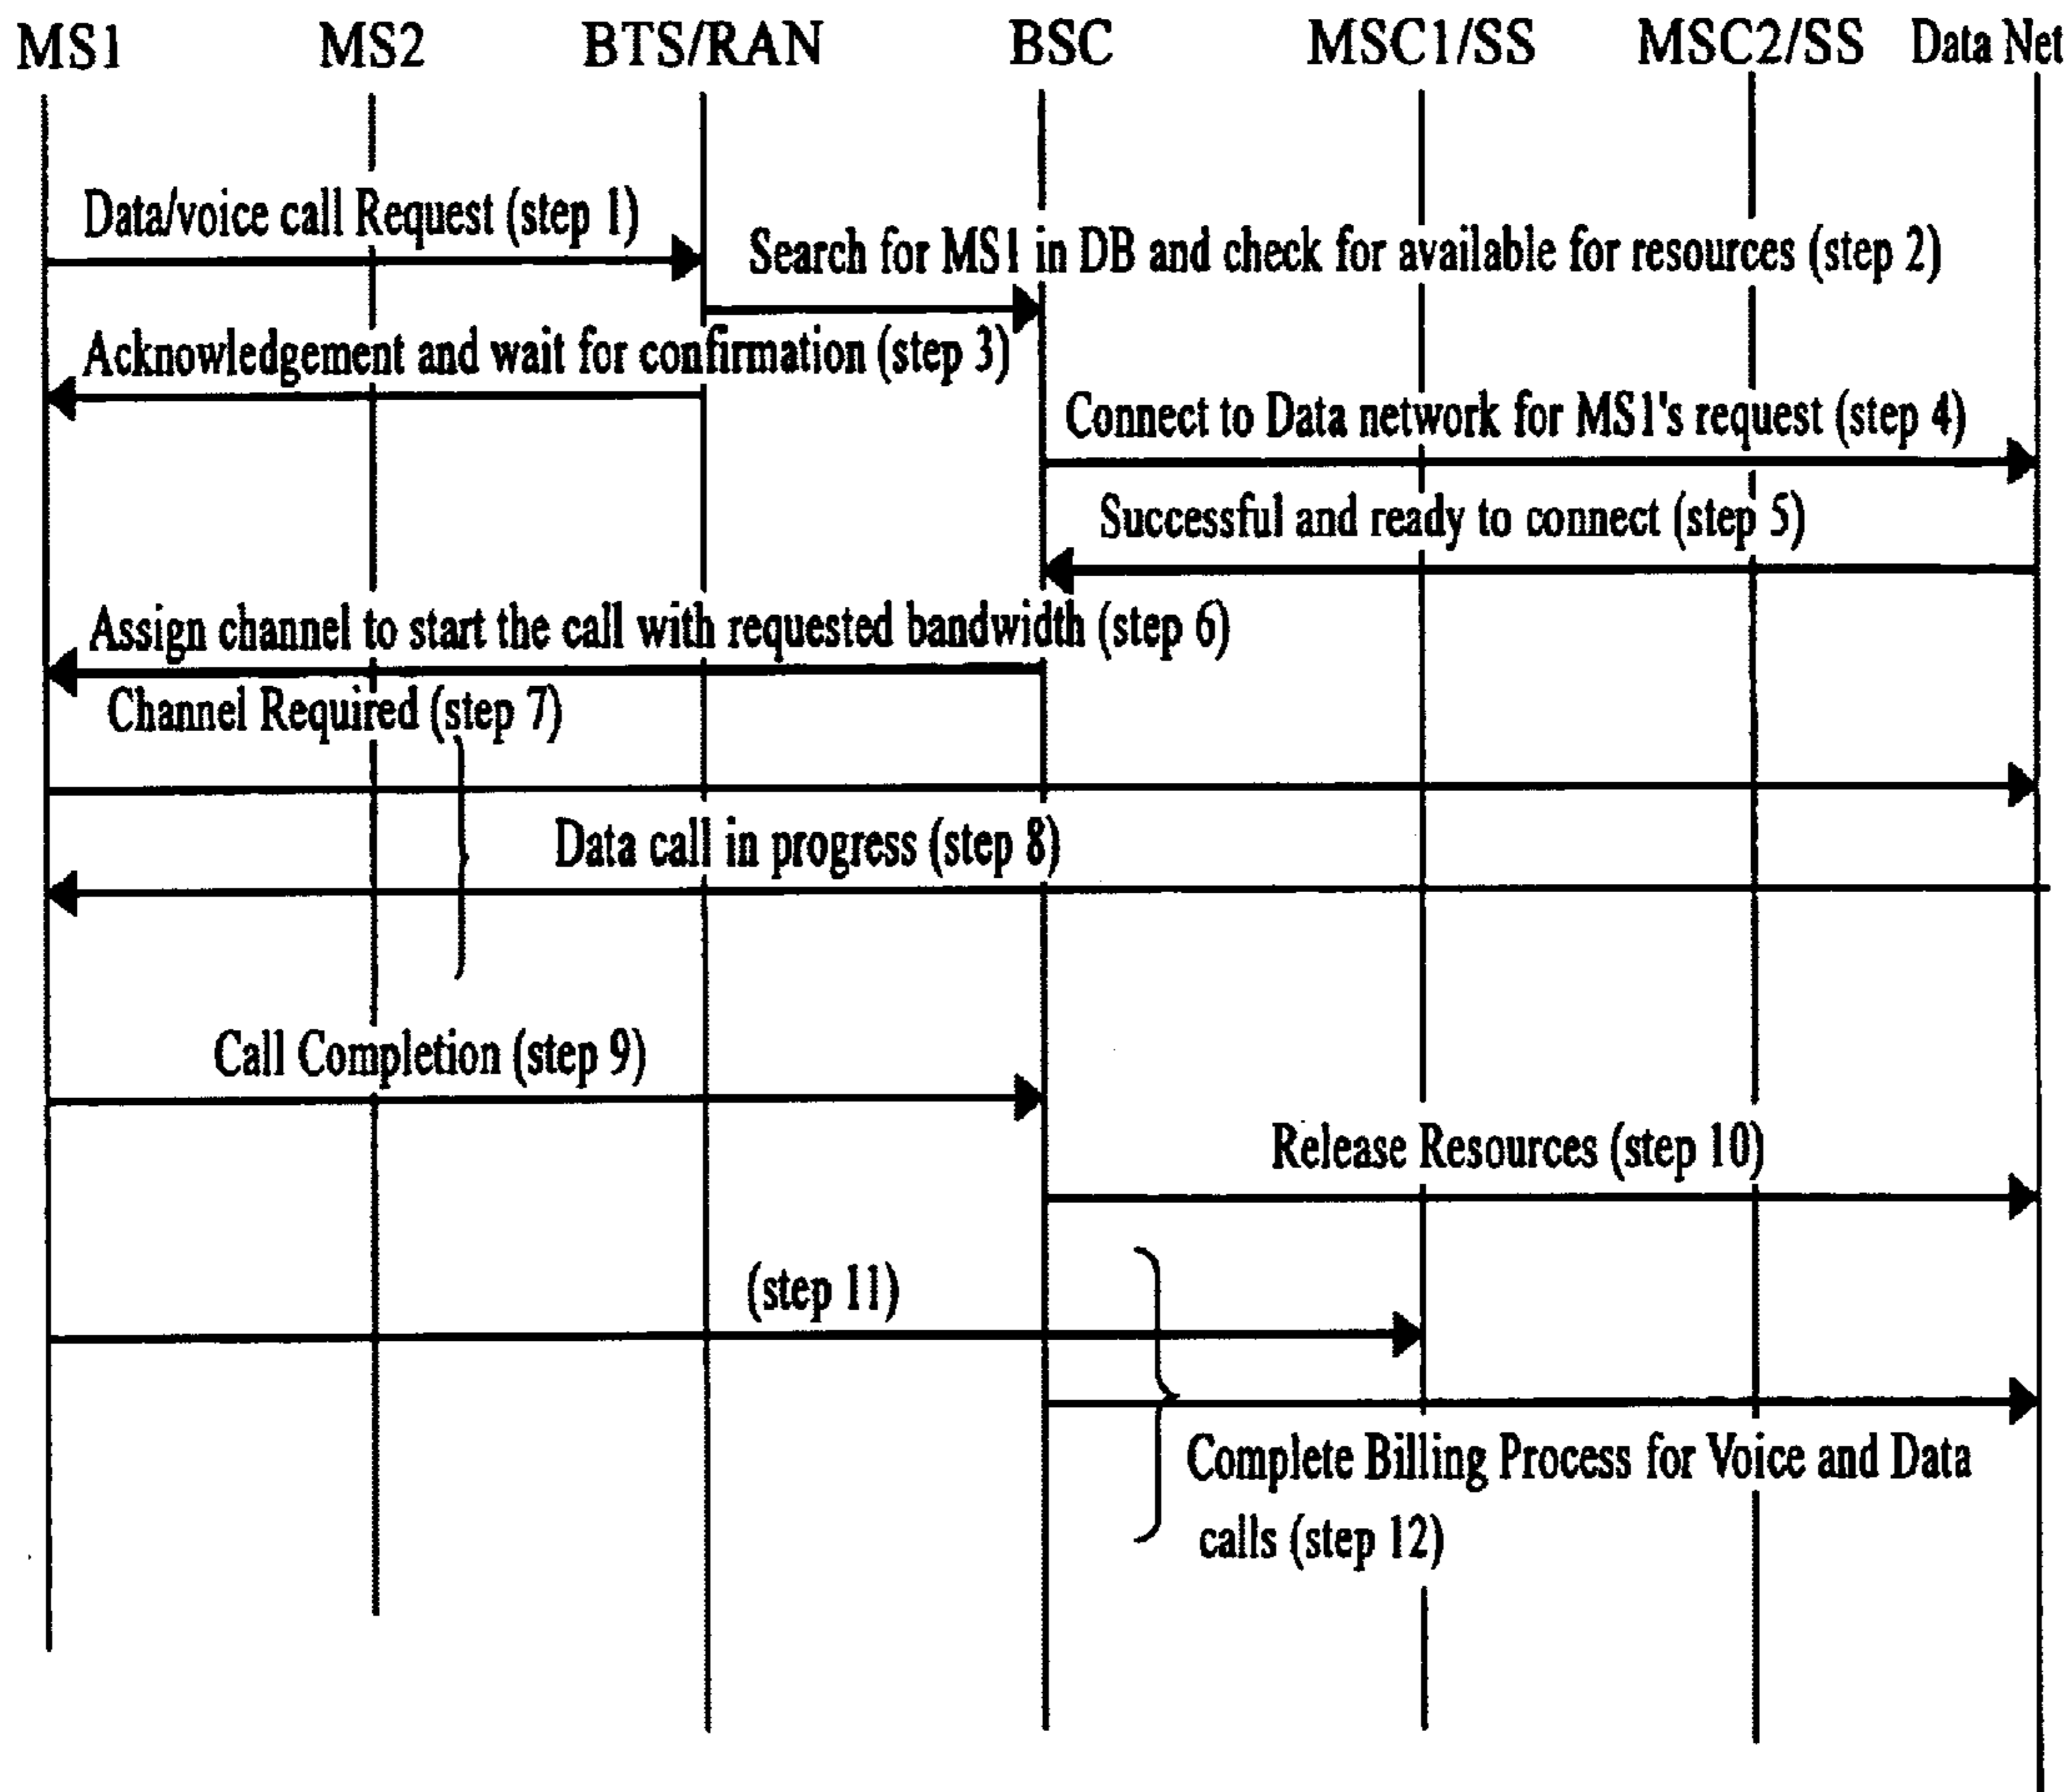 MS1 MS2 BTS/RAN BSC MSC1/SS MSC2/SS Data Net
Data/voice call Request (step 1)
Search for MS1 in DB and check for available for resources (step 2)
Acknowledgement and wait for confirmation (step 3)
Connect to Data network for MS1's request (step 4)
Successful and ready to connect (step 5)
Assign channel to start the call with requested bandwidth (step 6)
Channel Required (step 7)
Data call in progress (step 8)
Call Completion (step 9)
Release Resources (step 10)
(step 11)
Complete Billing Process for Voice and Data
calls (step 12)